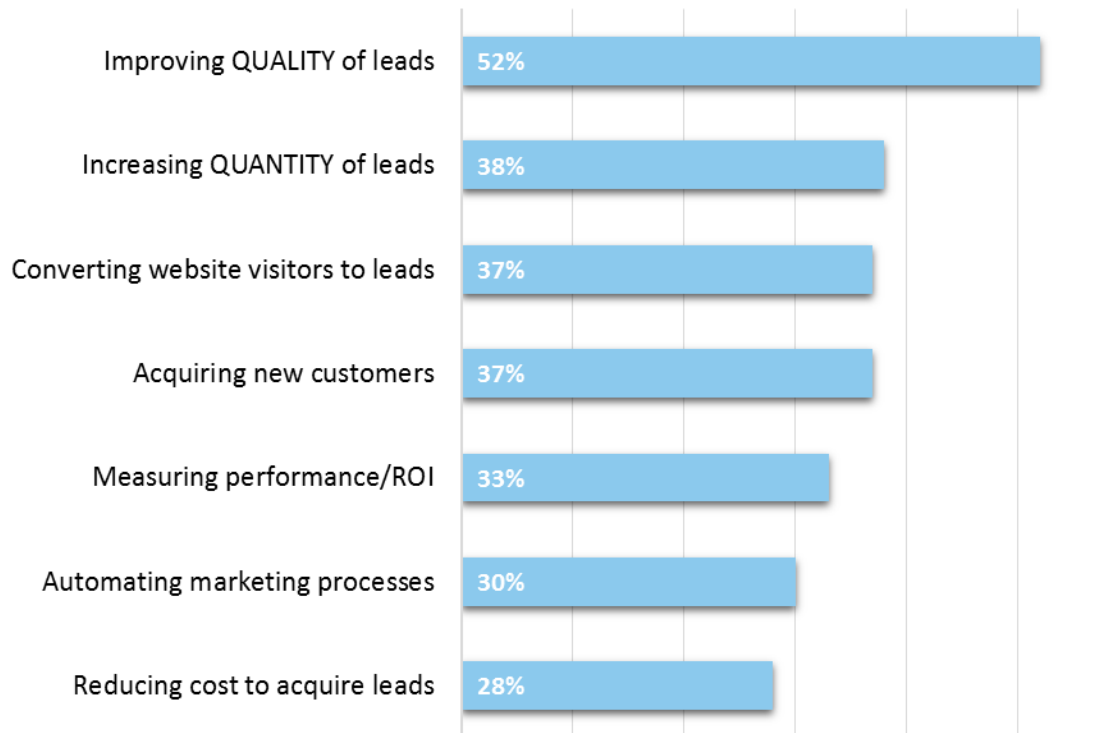 Improving QUALITY of leads 52%
Increasing QUANTITY of leads 38%
Converting website visitors to leads 37%
Acquiring new customers 37%
Measuring performance/ROI 33%
Automating marketing processes 30%
Reducing cost to acquire leads 28%